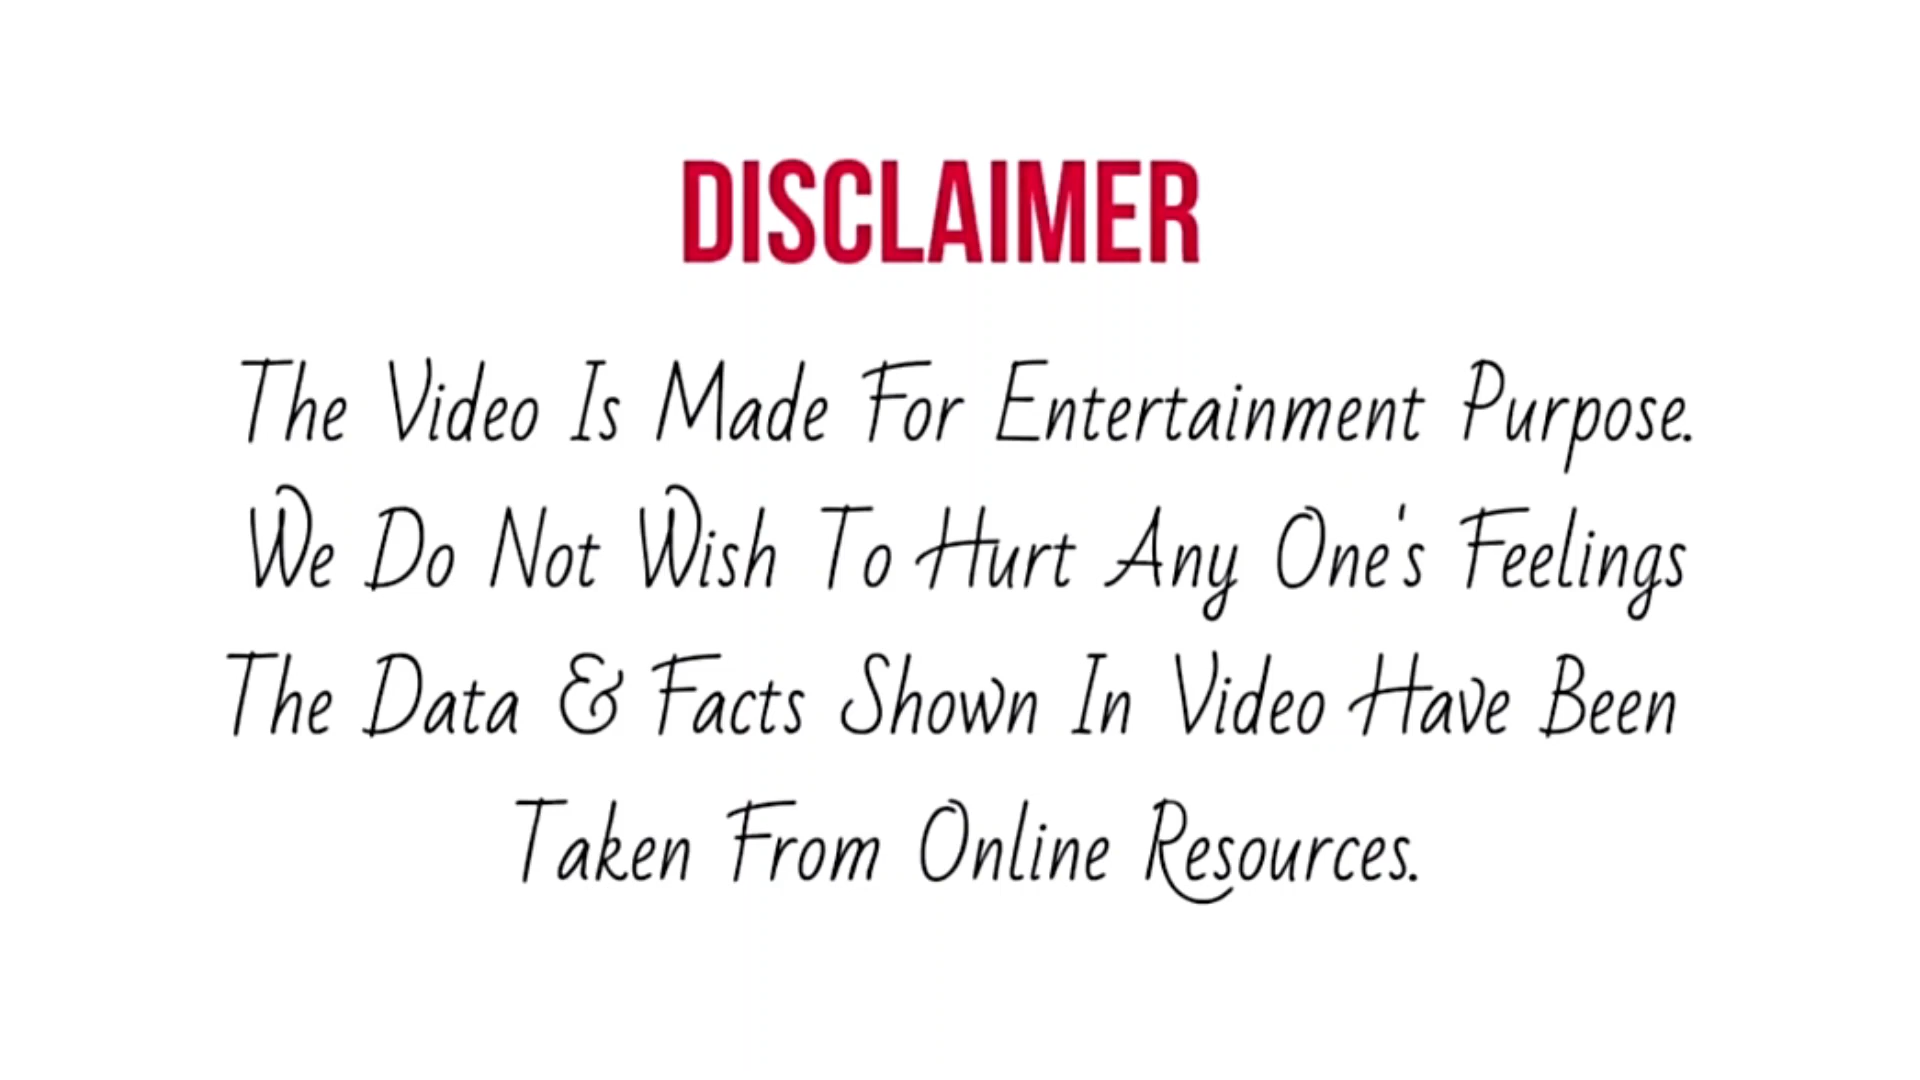 DISCLAIMER
The Video Is Made For Entertainment Purpose.
We Do Not Wish To Hurt Any One's Feelings
The Data & Facts Shown In Video Have Been
Taken From Online Resources.